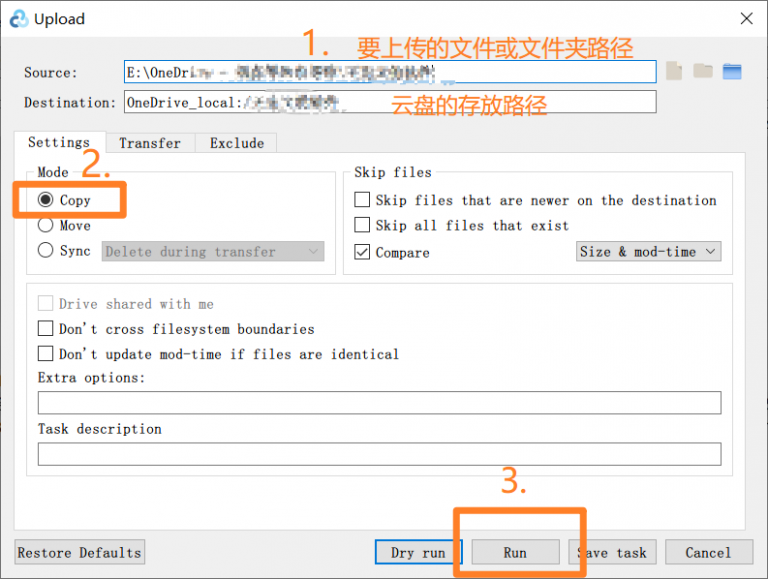 Upload
1. 要上传的文件或文件夹路径
Source: E:\OneDrive -
Destination: OneDrive_local:/
云盘的存放路径
Settings Transfer Exclude
2.
Mode
Copy
Move
Sync Delete during transfer
Skip files
Skip files that are newer on the destination
Skip all files that exist
Compare Size & mod-time
Drive shared with me
Don't cross filesystem boundaries
Don't update mod-time if files are identical
Extra options:
Task description
3.
Restore Defaults Dry run Run Save task Cancel